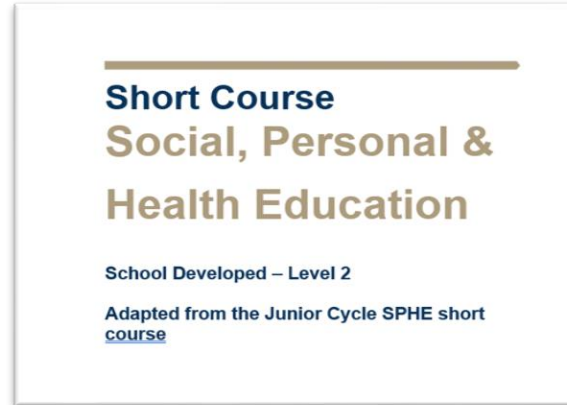 Short Course
Social, Personal &
Health Education
School Developed – Level 2
Adapted from the Junior Cycle SPHE short
course